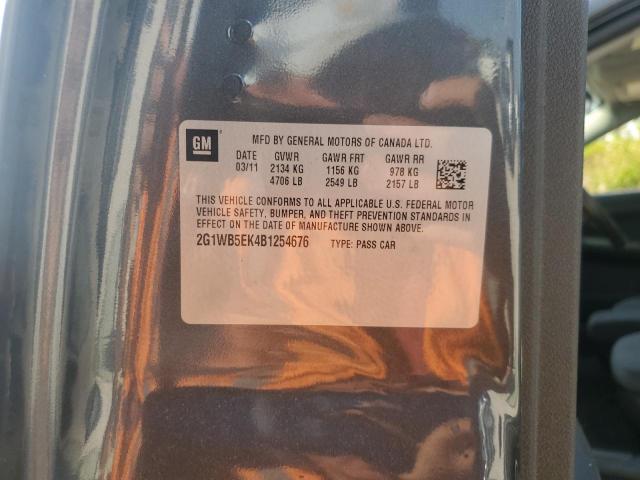 GM
MFD BY GENERAL MOTORS OF CANADA LTD.
DATE GVWR GAWR FRT GAWR RR
03/11 2134 KG 1156 KG 978 KG
4706 LB 2549 LB 2157 LB
THIS VEHICLE CONFORMS TO ALL APPLICABLE U.S. FEDERAL MOTOR
VEHICLE SAFETY, BUMPER, AND THEFT PREVENTION STANDARDS IN
EFFECT ON THE DATE OF MANUFACTURE SHOWN ABOVE.
2G1WB5EK4B1254676 TYPE: PASS CAR